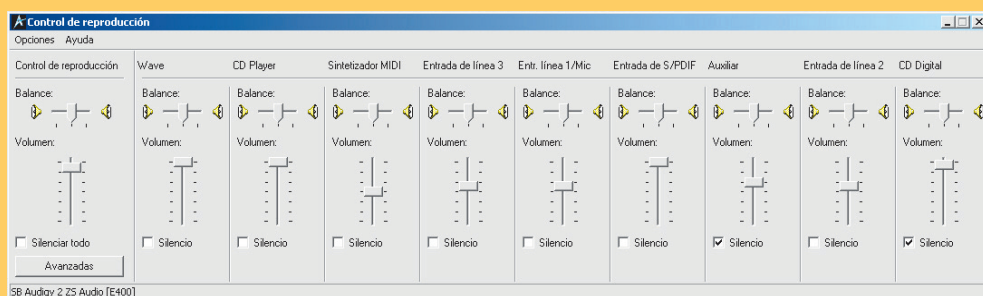 Control de reproducción
Opciones Ayuda
Control de reproducción Wave CD Player Sintetizador MIDI Entrada de línea 3 Entr. línea 1/Mic Entrada de S/PDIF Auxiliar Entrada de línea 2 CD Digital
Balance: Balance: Balance: Balance: Balance: Balance: Balance: Balance: Balance: Balance:
Volumen: Volumen: Volumen: Volumen: Volumen: Volumen: Volumen: Volumen: Volumen: Volumen:
Silenciar todo Silencio Silencio Silencio Silencio Silencio Silencio Silencio Silencio Silencio
Avanzadas
SB Audigy 2 ZS Audio [E400]